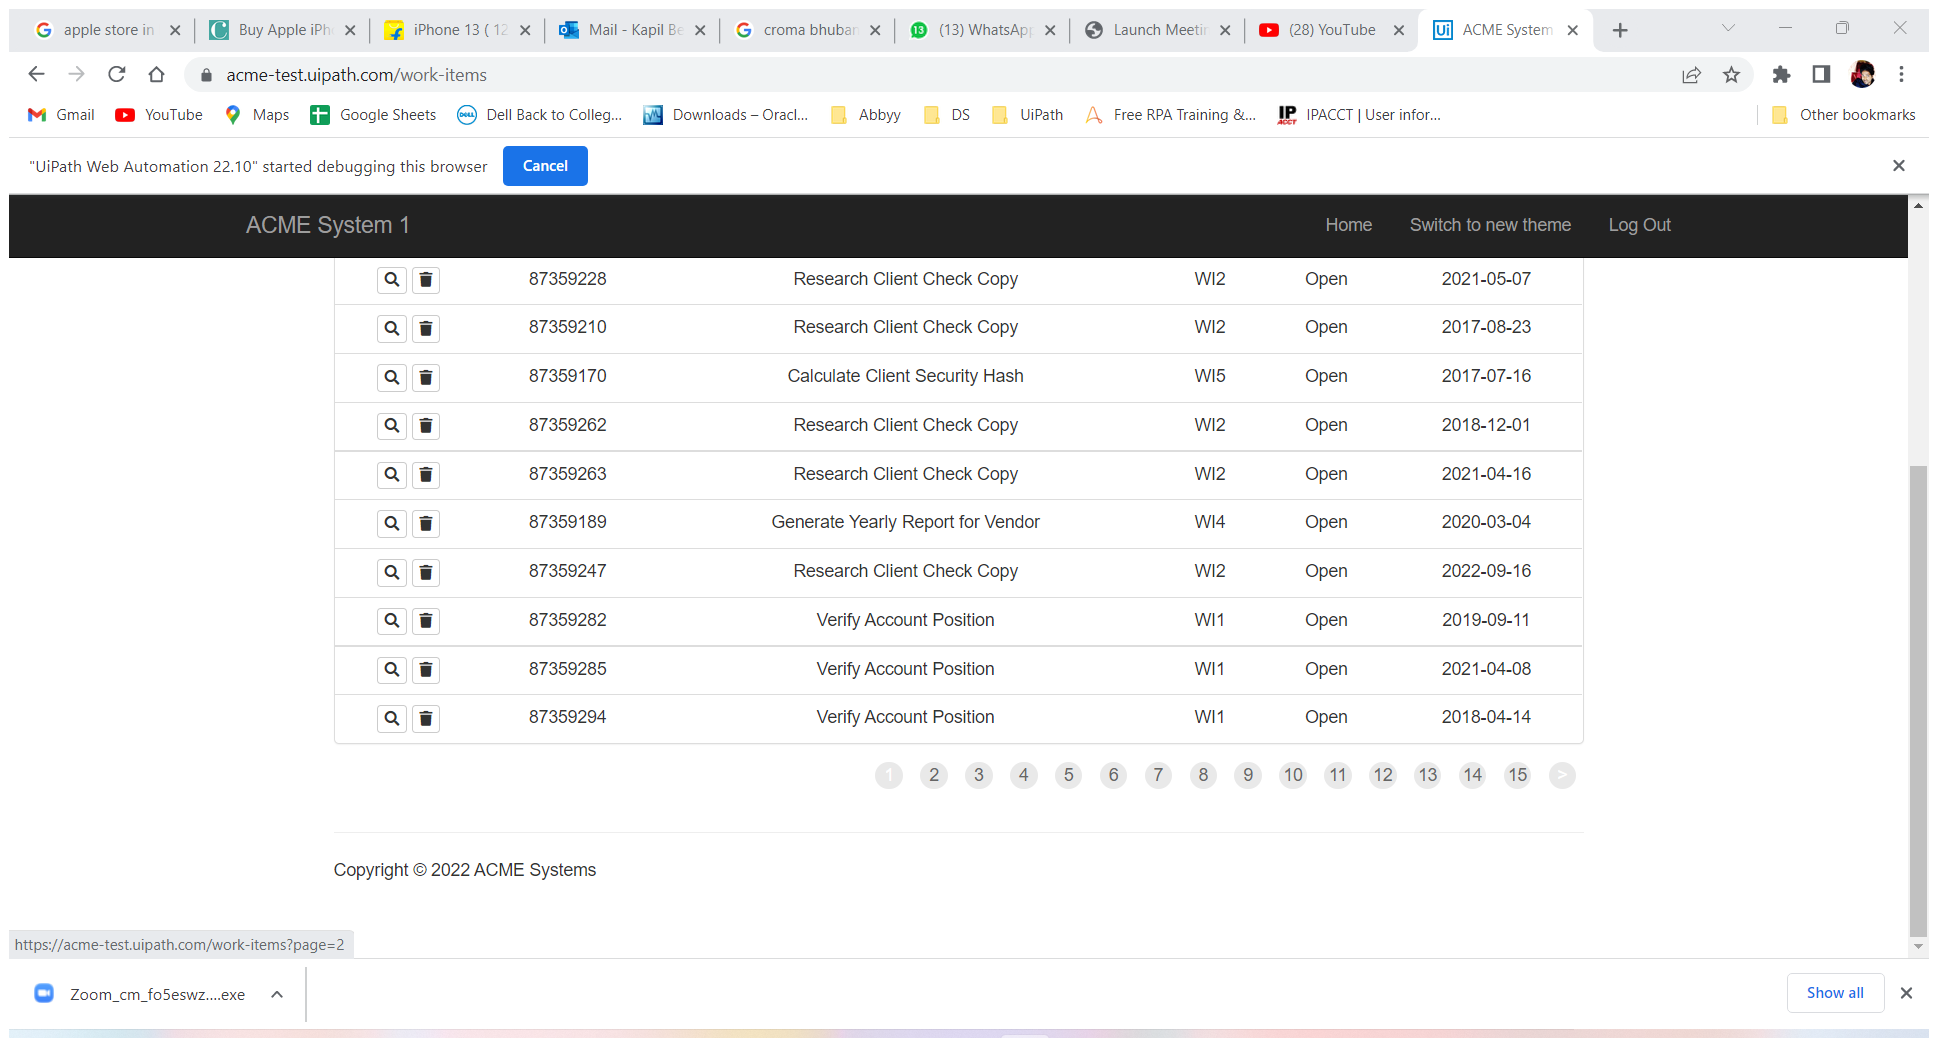 apple store in Buy Apple iPh iPhone 13 ( 12 Mail - Kapil Be croma bhuban (13) WhatsApp Launch Meetin (28) YouTube Ui ACME System
acme-test.uipath.com/work-items
Gmail YouTube Maps Google Sheets DELL Dell Back to Colleg... Downloads – Oracl... Abbyy DS UiPath Free RPA Training &... IP ACCT IPACCT | User infor... Other bookmarks
"UiPath Web Automation 22.10" started debugging this browser Cancel
ACME System 1 Home Switch to new theme Log Out
87359228 Research Client Check Copy WI2 Open 2021-05-07
87359210 Research Client Check Copy WI2 Open 2017-08-23
87359170 Calculate Client Security Hash WI5 Open 2017-07-16
87359262 Research Client Check Copy WI2 Open 2018-12-01
87359263 Research Client Check Copy WI2 Open 2021-04-16
87359189 Generate Yearly Report for Vendor WI4 Open 2020-03-04
87359247 Research Client Check Copy WI2 Open 2022-09-16
87359282 Verify Account Position WI1 Open 2019-09-11
87359285 Verify Account Position WI1 Open 2021-04-08
87359294 Verify Account Position WI1 Open 2018-04-14
1 2 3 4 5 6 7 8 9 10 11 12 13 14 15 >
Copyright © 2022 ACME Systems
https://acme-test.uipath.com/work-items?page=2
Zoom_cm_fo5eswz....exe Show all